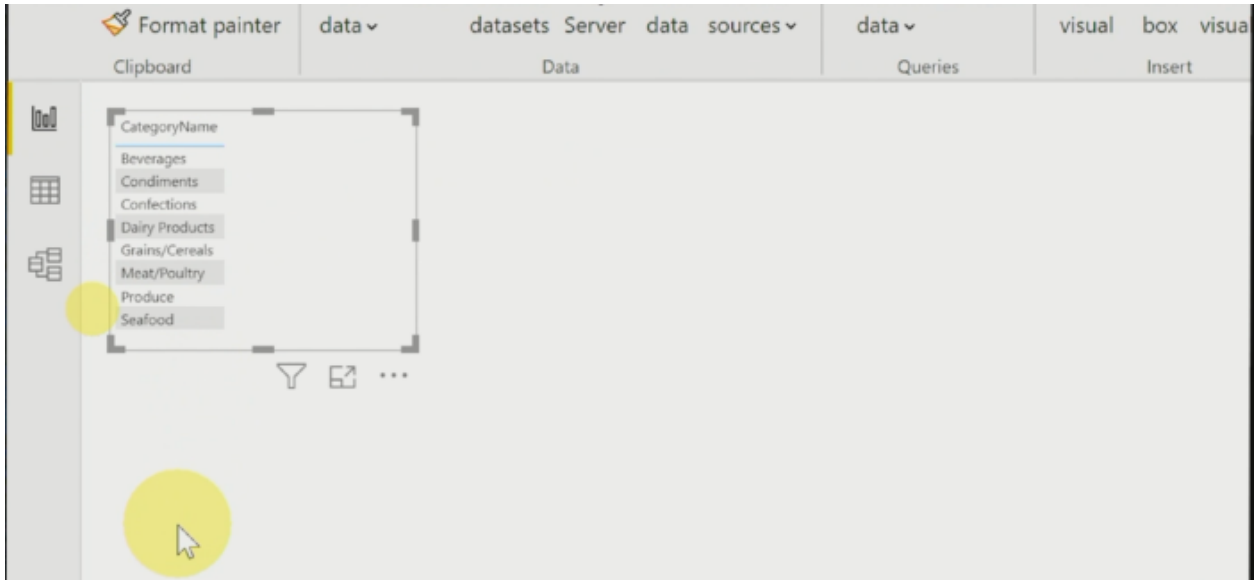 Format painter data datasets Server data sources data visual box visual
Clipboard Data Queries Insert
CategoryName
Beverages
Condiments
Confections
Dairy Products
Grains/Cereals
Meat/Poultry
Produce
Seafood